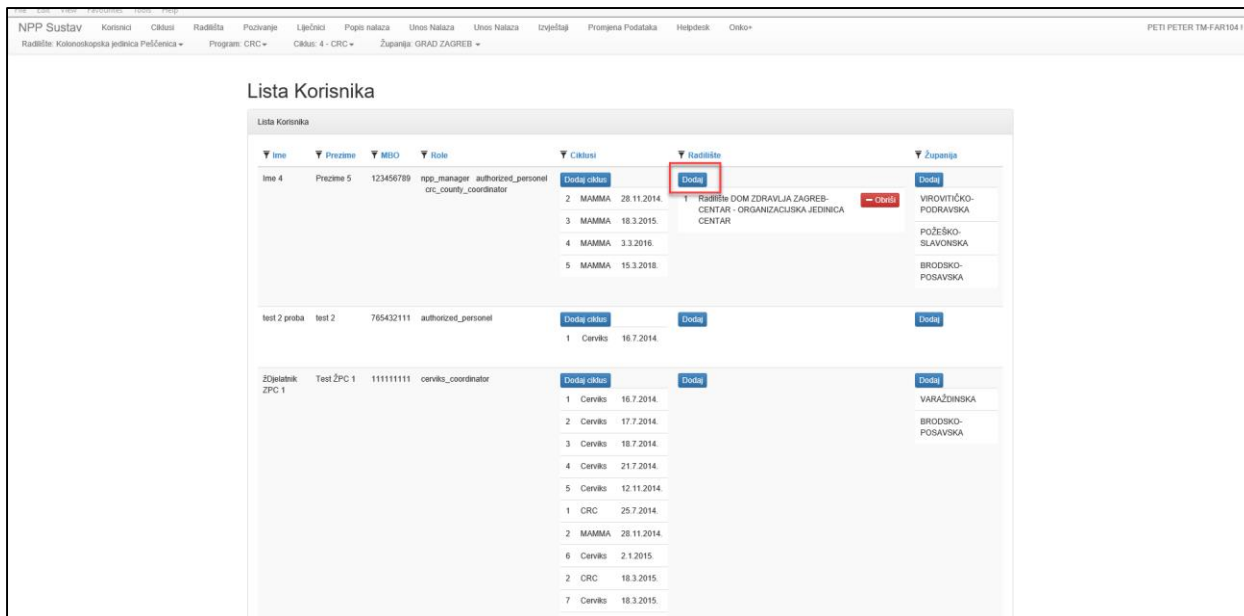 File Edit View Favourites Tools Help
NPP Sustav Korisnici Ciklusi Radilišta Pozivanje Liječnici Popis nalaza Unos Nalaza Unos Nalaza Izvještaji Promjena Podataka Helpdesk Onko+ PETI PETER TM-FAR104
Radilište: Kolonoskopska jedinica Peščenica Program: CRC Ciklus: 4 - CRC Županija: GRAD ZAGREB
Lista Korisnika
Lista Korisnika
Ime Prezime MBO Role Ciklusi Radilište Županija
Ime 4 Prezime 5 123456789 npp_manager authorized_personel Dodaj ciklus Dodaj Dodaj
crc_county_coordinator
2 MAMMA 28.11.2014. 1 Radilište DOM ZDRAVLJA ZAGREB- Obriši VIROVITIČKO-
CENTAR - ORGANIZACIJSKA JEDINICA PODRAVSKA
3 MAMMA 18.3.2015. CENTAR
4 MAMMA 3.3.2016. POŽEŠKO-
SLAVONSKA
5 MAMMA 15.3.2018. BRODSKO-
POSAVSKA
test 2 proba test 2 765432111 authorized_personel Dodaj ciklus Dodaj Dodaj
1 Cerviks 16.7.2014.
žDjelatnik Test ŽPC 1 111111111 cerviks_coordinator Dodaj ciklus Dodaj Dodaj
ZPC 1
1 Cerviks 16.7.2014. VARAŽDINSKA
2 Cerviks 17.7.2014. BRODSKO-
POSAVSKA
3 Cerviks 18.7.2014.
4 Cerviks 21.7.2014.
5 Cerviks 12.11.2014.
1 CRC 25.7.2014.
2 MAMMA 28.11.2014.
6 Cerviks 2.1.2015.
2 CRC 18.3.2015.
7 Cerviks 18.3.2015.